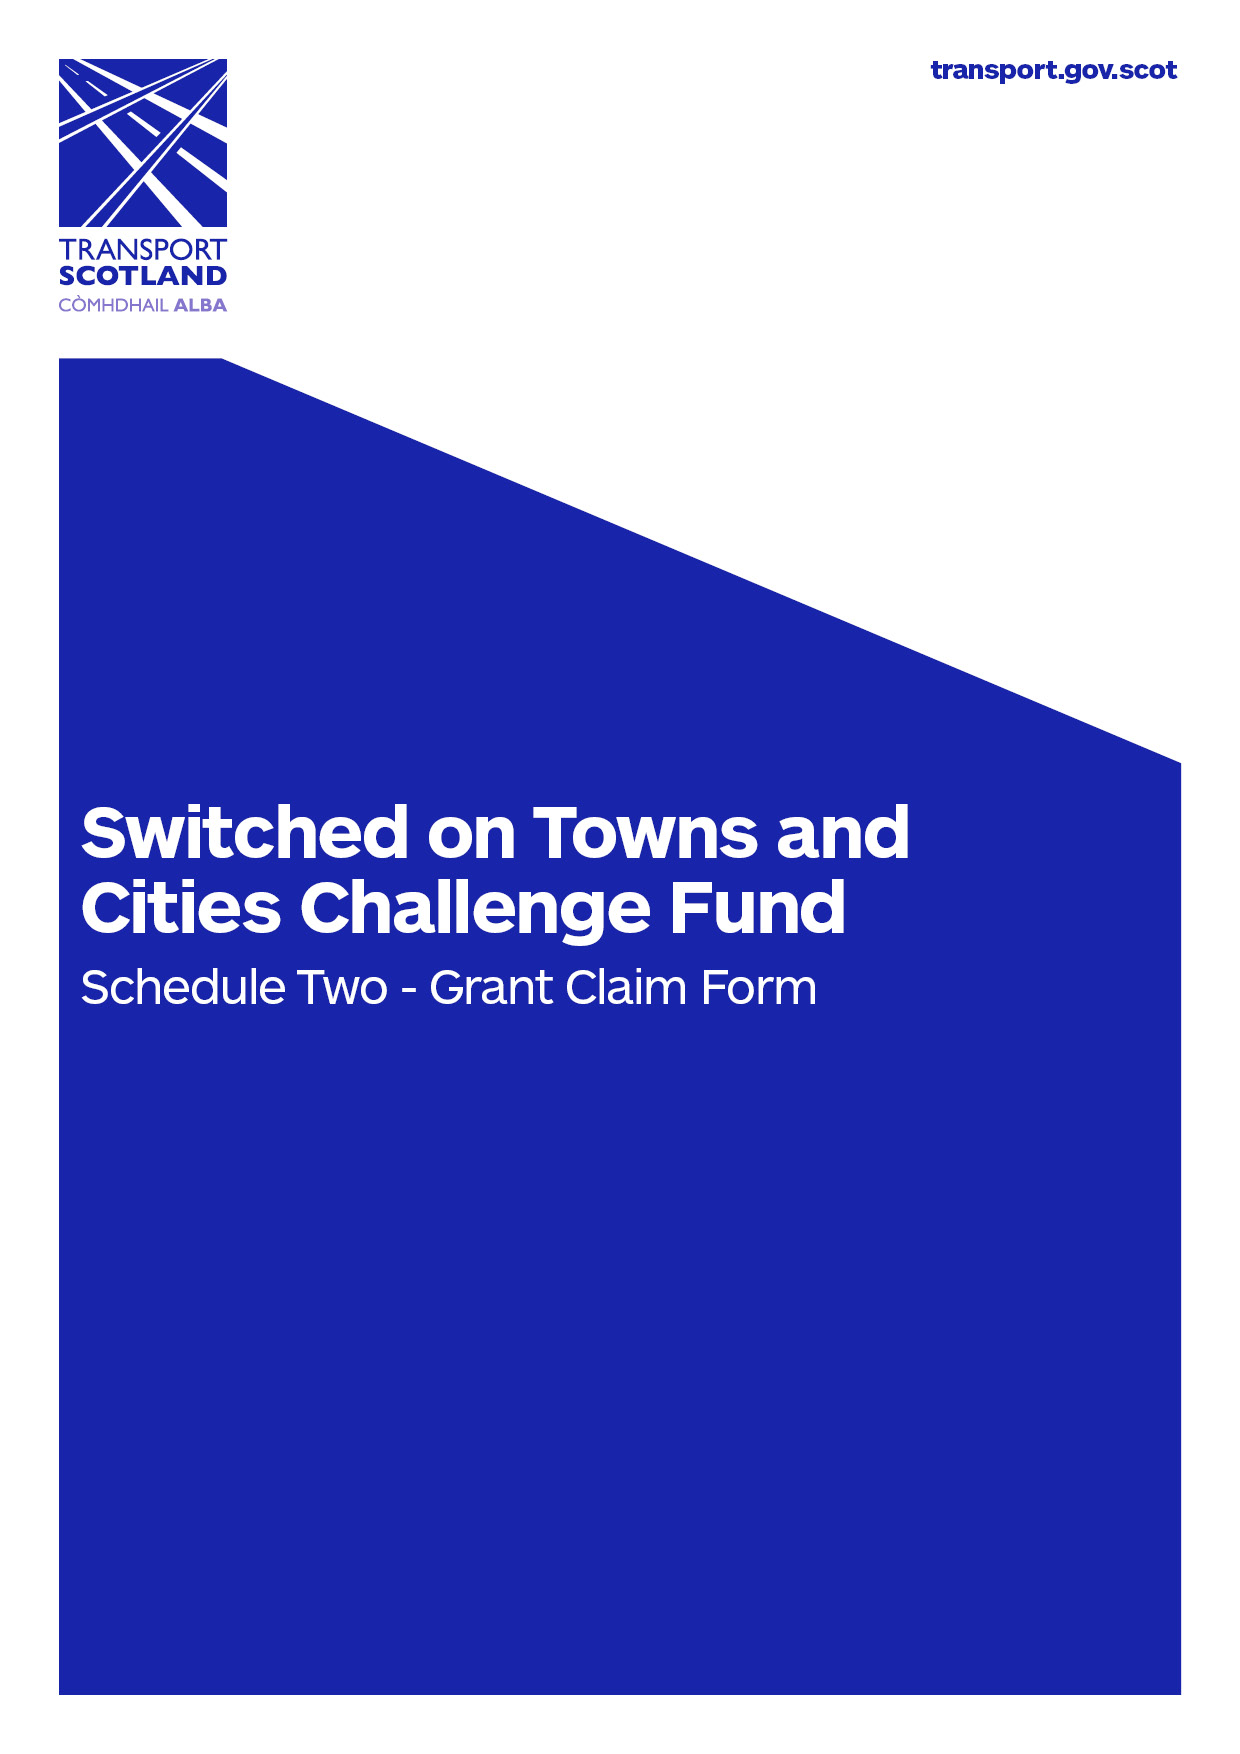 transport.gov.scot
TRANSPORT
SCOTLAND
CÒMHDHAIL ALBA
Switched on Towns and
Cities Challenge Fund
Schedule Two - Grant Claim Form